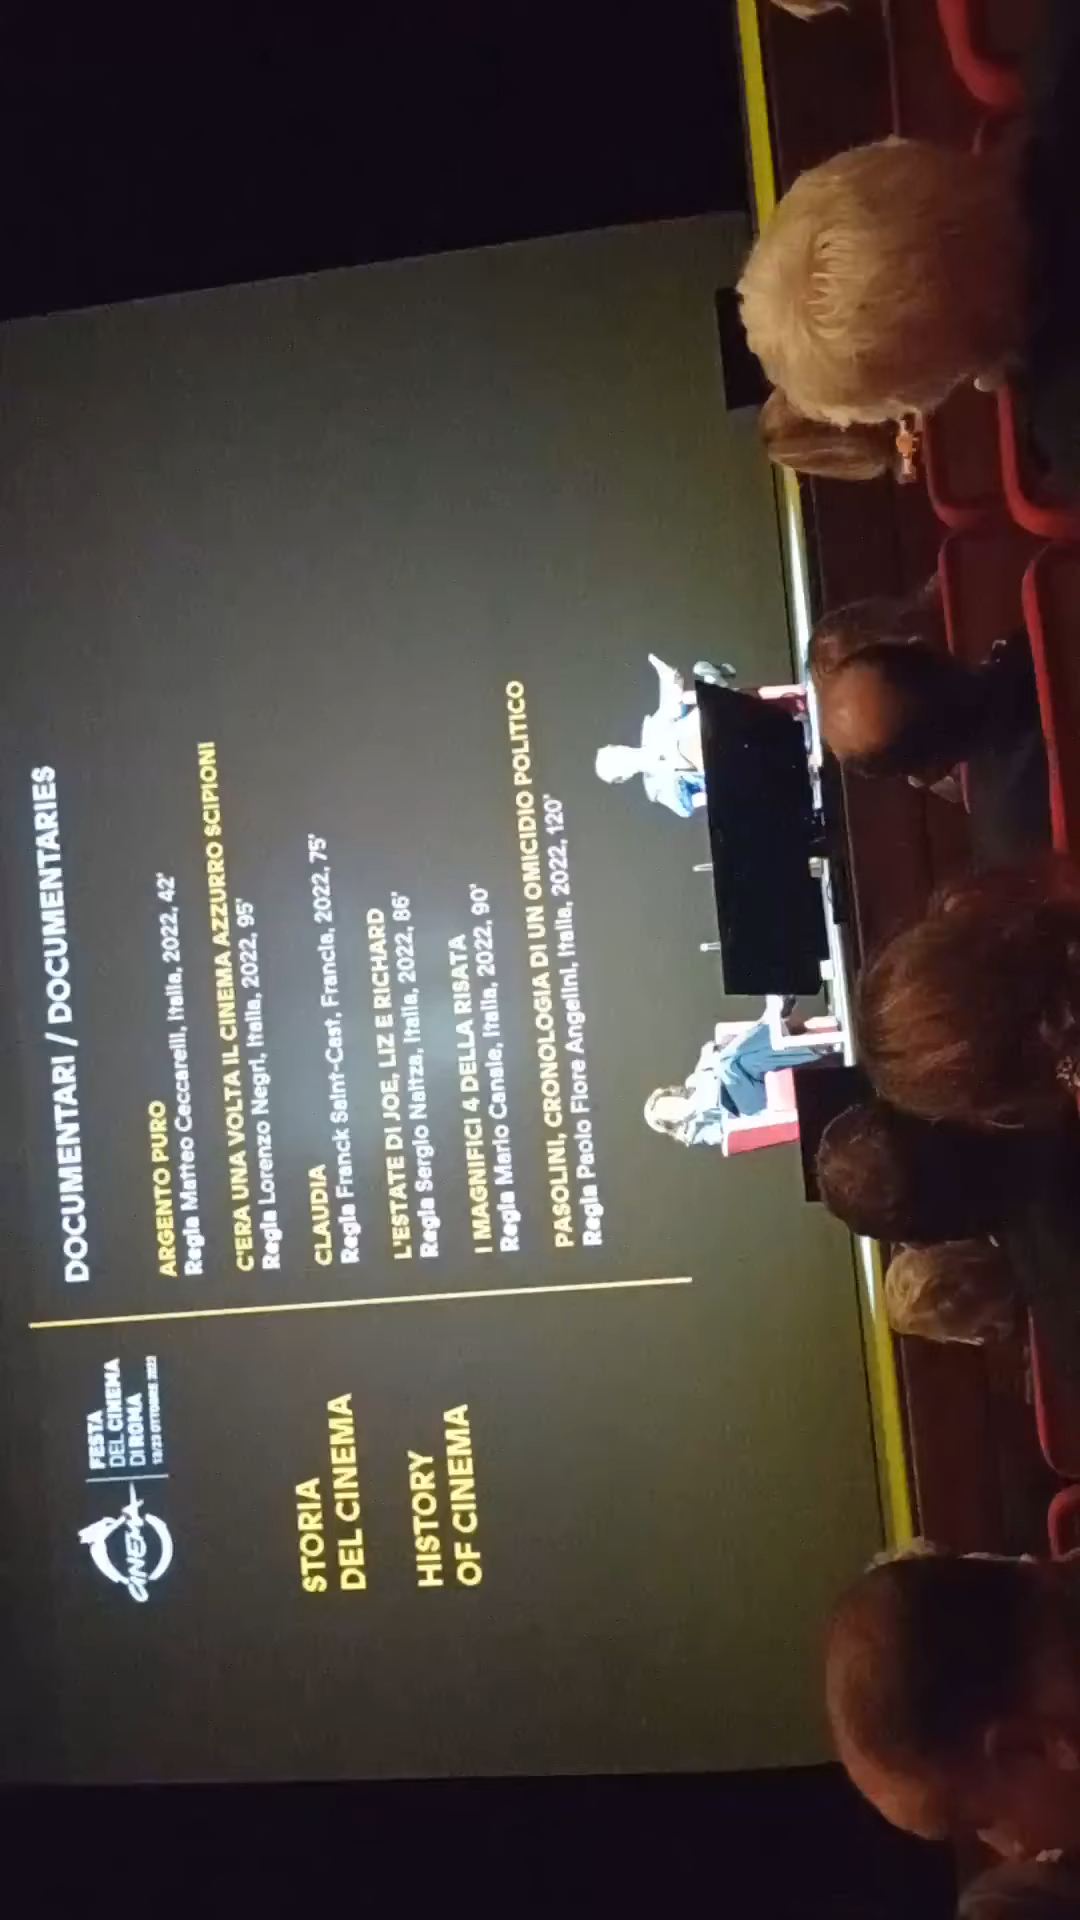 CINEMA
FESTA
DEL CINEMA
DI ROMA
13/23 OTTOBRE 2022
STORIA
DEL CINEMA
HISTORY
OF CINEMA
DOCUMENTARI / DOCUMENTARIES
ARGENTO PURO
Regia Matteo Ceccarelli, Italia, 2022, 42'
C'ERA UNA VOLTA IL CINEMA AZZURRO SCIPIONI
Regia Lorenzo Negri, Italia, 2022, 95'
CLAUDIA
Regia Franck Saint-Cast, Francia, 2022, 75'
L'ESTATE DI JOE, LIZ E RICHARD
Regia Sergio Naitza, Italia, 2022, 86'
I MAGNIFICI 4 DELLA RISATA
Regia Mario Canale, Italia, 2022, 90'
PASOLINI, CRONOLOGIA DI UN OMICIDIO POLITICO
Regia Paolo Fiore Angelini, Italia, 2022, 120'